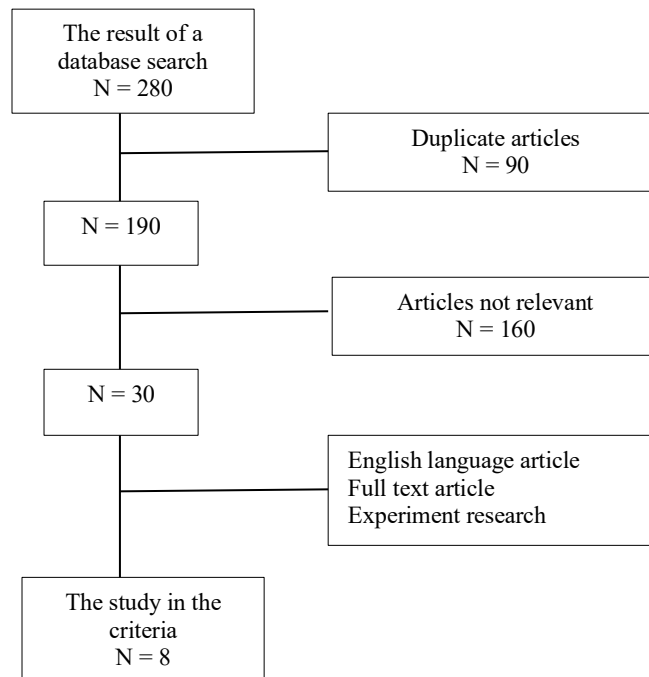 The result of a
database search
N = 280
Duplicate articles
N = 90
N = 190
Articles not relevant
N = 160
N = 30
English language article
Full text article
Experiment research
The study in the
criteria
N = 8